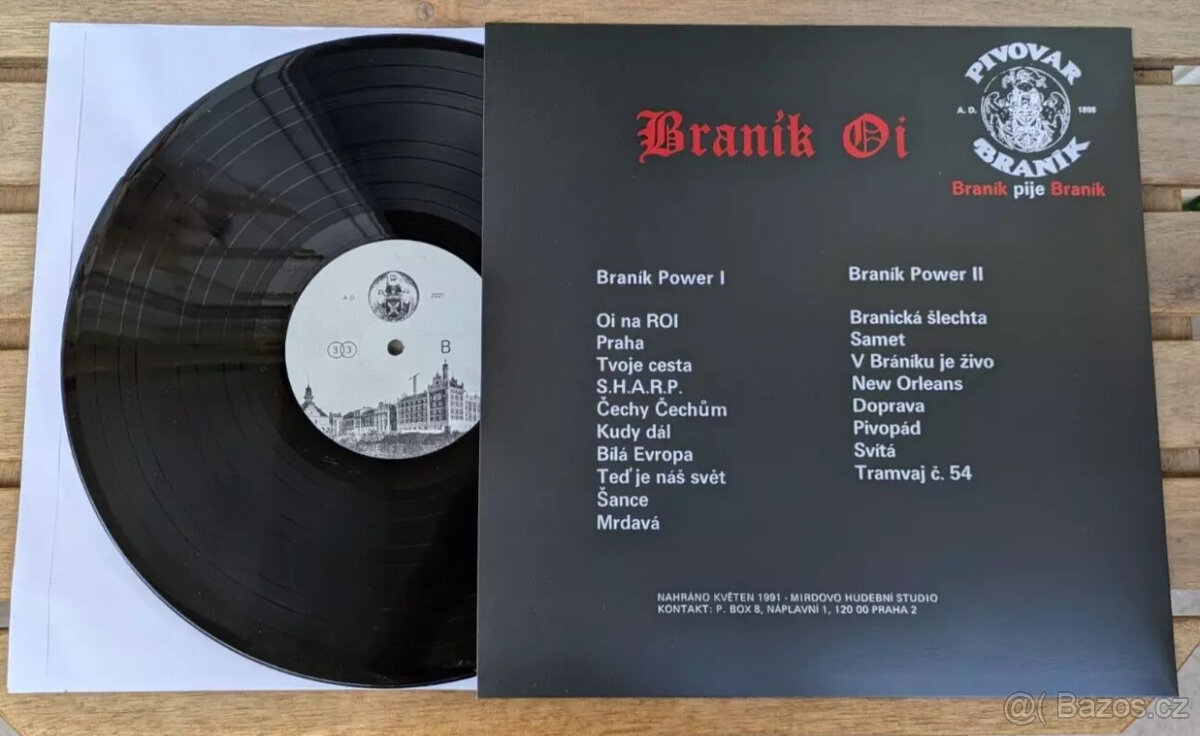 PIVOVAR
A. D. 1898
BRANÍK
Braník pije Braník
Braník Oi
Braník Power I
Oi na ROI
Praha
Tvoje cesta
S.H.A.R.P.
Čechy Čechům
Kudy dál
Bílá Evropa
Teď je náš svět
Šance
Mrdavá
Braník Power II
Branická šlechta
Samet
V Bráníku je živo
New Orleans
Doprava
Pivopád
Svítá
Tramvaj č. 54
NAHRÁNO KVĚTEN 1991 - MIRDOVO HUDEBNÍ STUDIO
KONTAKT: P. BOX 8, NÁPLAVNÍ 1, 120 00 PRAHA 2
A D 2021
33 B
@( Bazos.cz